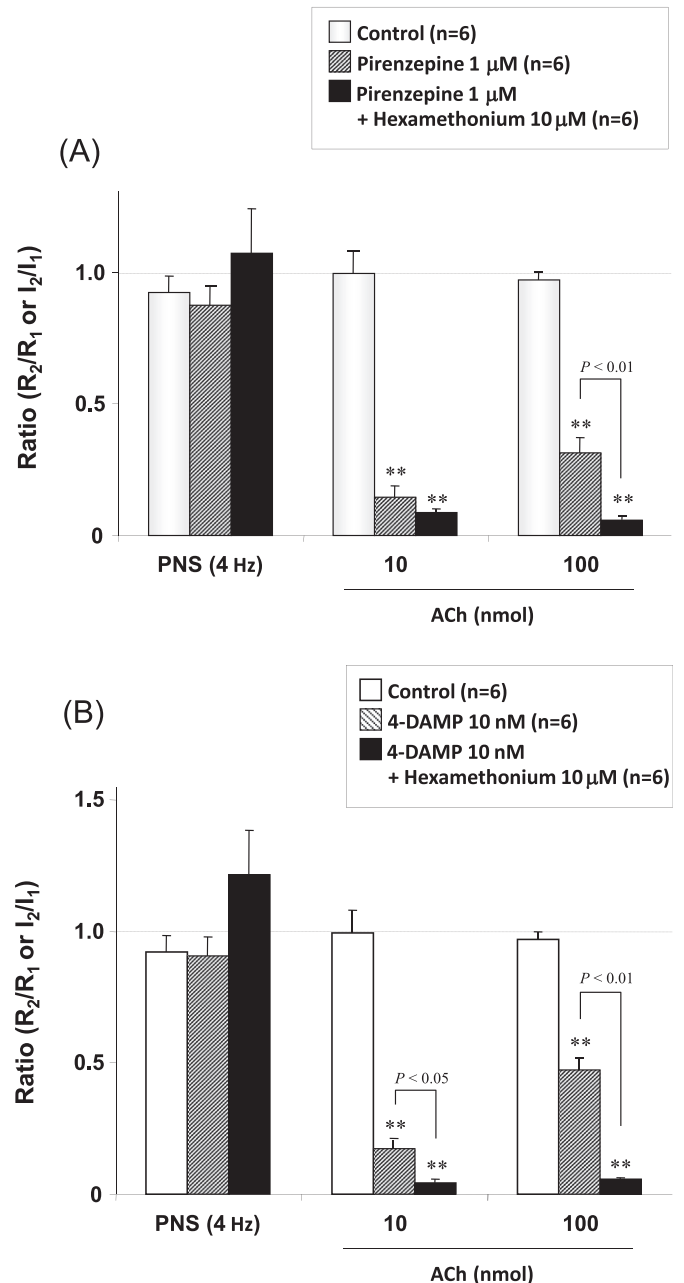 Control (n=6)
Pirenzepine 1 μM (n=6)
Pirenzepine 1 μM
+ Hexamethonium 10 μM (n=6)
(A)
Ratio (R₂/R₁ or I₂/I₁)
1.0
0.5
0
P < 0.01
**
**
**
**
PNS (4 Hz)
10
100
ACh (nmol)
Control (n=6)
4-DAMP 10 nM (n=6)
4-DAMP 10 nM
+ Hexamethonium 10 μM (n=6)
(B)
Ratio (R₂/R₁ or I₂/I₁)
1.5
1.0
0.5
0
P < 0.05
P < 0.01
**
**
**
**
PNS (4 Hz)
10
100
ACh (nmol)